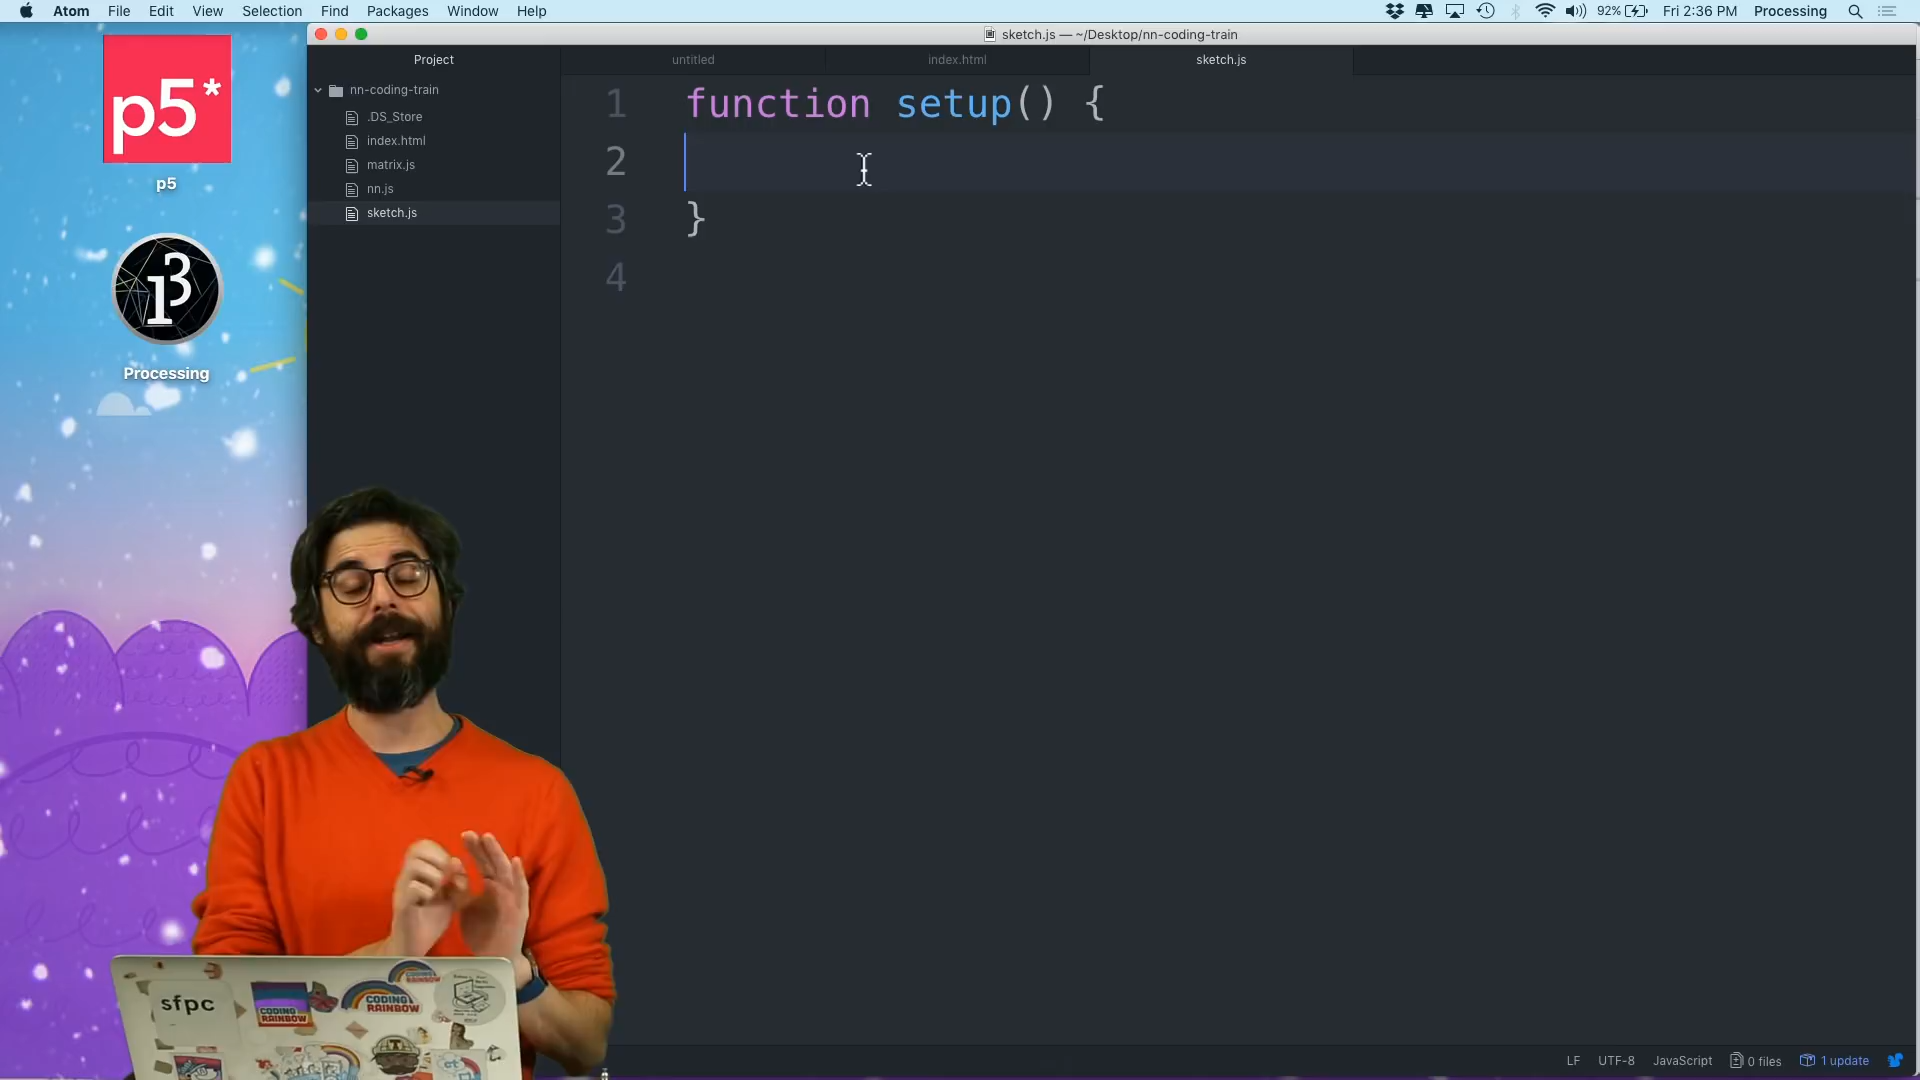 Atom File Edit View Selection Find Packages Window Help
92% Fri 2:36 PM Processing
sketch.js — ~/Desktop/nn-coding-train
Project
untitled
index.html
sketch.js
nn-coding-train
.DS_Store
index.html
matrix.js
nn.js
sketch.js
1 function setup() {
2
3 }
4
p5*
p5
Processing
sfpc
CODING RAINBOW
CODING RAINBOW
CODING RAINBOW
LF UTF-8 JavaScript 0 files 1 update